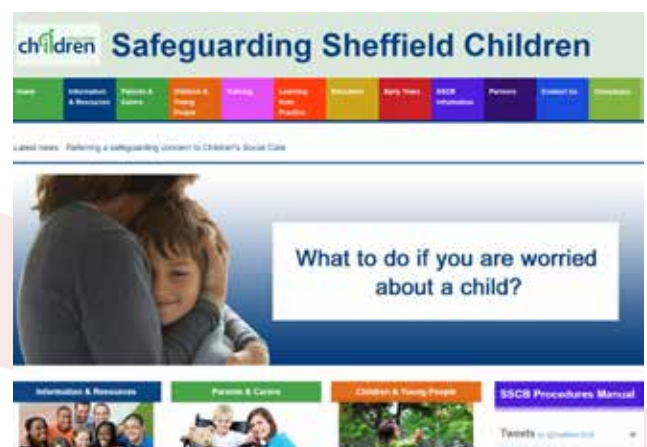 children Safeguarding Sheffield Children
Home
Information
& Resources
Parents &
Carers
Children &
Young
People
Training
Learning
from
Practice
Education
Early Years
SSCB
Information
Partners
Contact Us
Latest news Referring a safeguarding concern to Children's Social Care
What to do if you are worried
about a child?
Information & Resources
Parents & Carers
Children & Young People
SSCB Procedures Manual
Tweets